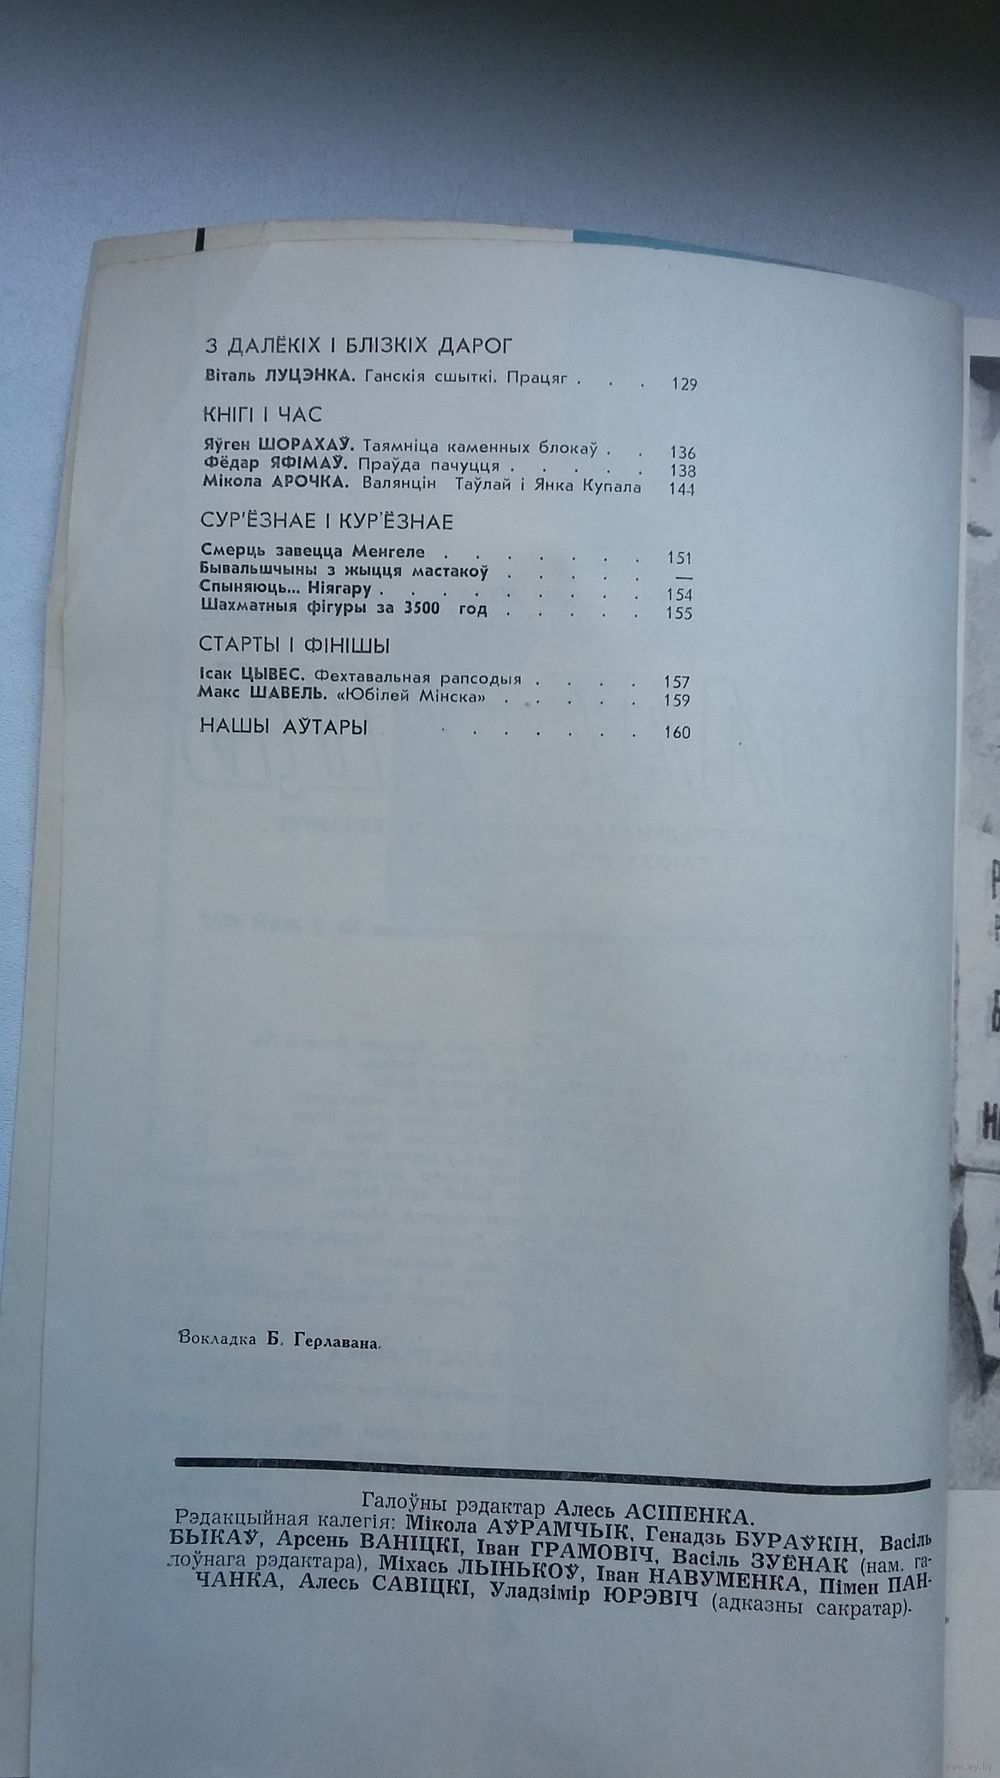 З ДАЛЁКІХ І БЛІЗКІХ ДАРОГ
Віталь ЛУЦЭНКА. Ганскія сшыткі. Працяг . . . 129
КНІГІ І ЧАС
Яўген ШОРАХАЎ. Таямніца каменных блокаў . . 136
Фёдар ЯФІМАЎ. Праўда пачуцця . . . . . 138
Мікола АРОЧКА. Валянцін Таўлай і Янка Купала 144
СУР'ЁЗНАЕ І КУР'ЁЗНАЕ
Смерць завецца Менгеле . . . . . . . 151
Бывальшчыны з жыцця мастакоў . . . . . —
Спыняюць... Ніягару . . . . . . . . . 154
Шахматныя фігуры за 3500 год . . . . . 155
СТАРТЫ І ФІНІШЫ
Ісак ЦЫВЕС. Фехтавальная рапсодыя . . . . 157
Макс ШАВЕЛЬ. «Юбілей Мінска» . . . . . 159
НАШЫ АЎТАРЫ . . . . . . . 160
Вокладка Б. Герлавана.
Галоўны рэдактар Алесь АСІПЕНКА.
Рэдакцыйная калегія: Мікола АЎРАМЧЫК, Генадзь БУРАЎКІН, Васіль
БЫКАЎ, Арсень ВАНІЦКІ, Іван ГРАМОВІЧ, Васіль ЗУЁНАК (нам. га-
лоўнага рэдактара), Міхась ЛЫНЬКОЎ, Іван НАВУМЕНКА, Пімен ПАН-
ЧАНКА, Алесь САВІЦКІ, Уладзімір ЮРЭВІЧ (адказны сакратар).
www.ay.by